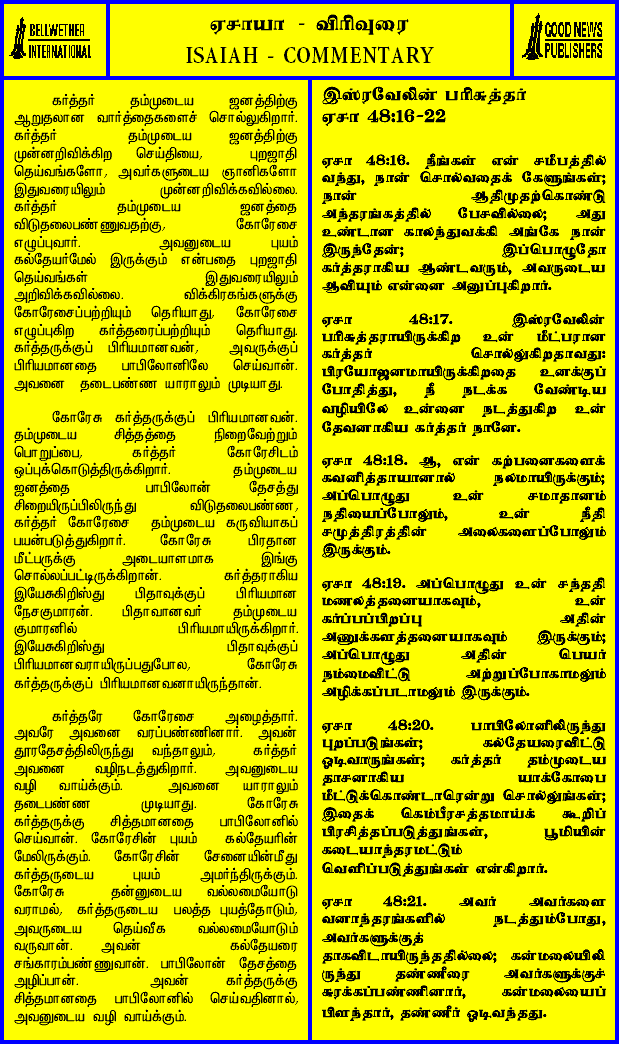 BELLWETHER
INTERNATIONAL
ஏசாயா - விரிவுரை
ISAIAH - COMMENTARY
GOOD NEWS
PUBLISHERS
கர்த்தர் தம்முடைய ஜனத்திற்கு
ஆறுதலான வார்த்தைகளைச் சொல்லுகிறார்.
கர்த்தர் தம்முடைய ஜனத்திற்கு
முன்னறிவிக்கிற செய்தியை, புறஜாதி
தெய்வங்களோ, அவர்களுடைய ஞானிகளோ
இதுவரையிலும் முன்னறிவிக்கவில்லை.
கர்த்தர் தம்முடைய ஜனத்தை
விடுதலைபண்ணுவதற்கு, கோரேசை
எழுப்புவார். அவனுடைய புயம்
கல்தேயர்மேல் இருக்கும் என்பதை புறஜாதி
தெய்வங்கள் இதுவரையிலும்
அறிவிக்கவில்லை. விக்கிரகங்களுக்கு
கோரேசைப்பற்றியும் தெரியாது, கோரேசை
எழுப்புகிற கர்த்தரைப்பற்றியும் தெரியாது.
கர்த்தருக்குப் பிரியமானவன், அவருக்குப்
பிரியமானதை பாபிலோனிலே செய்வான்.
அவனை தடைபண்ண யாராலும் முடியாது.
கோரேசு கர்த்தருக்குப் பிரியமானவன்.
தம்முடைய சித்தத்தை நிறைவேற்றும்
பொறுப்பை, கர்த்தர் கோரேசிடம்
ஒப்புக்கொடுத்திருக்கிறார். தம்முடைய
ஜனத்தை பாபிலோன் தேசத்து
சிறையிருப்பிலிருந்து விடுதலைபண்ண,
கர்த்தர் கோரேசை தம்முடைய கருவியாகப்
பயன்படுத்துகிறார். கோரேசு பிரதான
மீட்பருக்கு அடையாளமாக இங்கு
சொல்லப்பட்டிருக்கிறான். கர்த்தராகிய
இயேசுகிறிஸ்து பிதாவுக்குப் பிரியமான
நேசகுமாரன். பிதாவானவர் தம்முடைய
குமாரனில் பிரியமாயிருக்கிறார்.
இயேசுகிறிஸ்து பிதாவுக்குப்
பிரியமானவராயிருப்பதுபோல, கோரேசு
கர்த்தருக்குப் பிரியமானவனாயிருந்தான்.
கர்த்தரே கோரேசை அழைத்தார்.
அவரே அவனை வரப்பண்ணினார். அவன்
தூரதேசத்திலிருந்து வந்தாலும், கர்த்தர்
அவனை வழிநடத்துகிறார். அவனுடைய
வழி வாய்க்கும். அவனை யாராலும்
தடைபண்ண முடியாது. கோரேசு
கர்த்தருக்கு சித்தமானதை பாபிலோனில்
செய்வான். கோரேசின் புயம் கல்தேயரின்
மேலிருக்கும். கோரேசின் சேனையின்மீது
கர்த்தருடைய புயம் அமர்ந்திருக்கும்.
கோரேசு தன்னுடைய வல்லமையோடு
வராமல், கர்த்தருடைய பலத்த புயத்தோடும்,
அவருடைய தெய்வீக வல்லமையோடும்
வருவான். அவன் கல்தேயரை
சங்காரம்பண்ணுவான். பாபிலோன் தேசத்தை
அழிப்பான். அவன் கர்த்தருக்கு
சித்தமானதை பாபிலோனில் செய்வதினால்,
அவனுடைய வழி வாய்க்கும்.
இஸ்ரவேலின் பரிசுத்தர்
ஏசா 48:16-22
ஏசா 48:16. நீங்கள் என் சமீபத்தில்
வந்து, நான் சொல்வதைக் கேளுங்கள்;
நான் ஆதிமுதற்கொண்டு
அந்தரங்கத்தில் பேசவில்லை; அது
உண்டான காலந்துவக்கி அங்கே நான்
இருந்தேன்; இப்பொழுதோ
கர்த்தராகிய ஆண்டவரும், அவருடைய
ஆவியும் என்னை அனுப்புகிறார்.
ஏசா 48:17. இஸ்ரவேலின்
பரிசுத்தராயிருக்கிற உன் மீட்பரான
கர்த்தர் சொல்லுகிறதாவது:
பிரயோஜனமாயிருக்கிறதை உனக்குப்
போதித்து, நீ நடக்க வேண்டிய
வழியிலே உன்னை நடத்துகிற உன்
தேவனாகிய கர்த்தர் நானே.
ஏசா 48:18. ஆ, என் கற்பனைகளைக்
கவனித்தாயானால் நலமாயிருக்கும்;
அப்பொழுது உன் சமாதானம்
நதியைப்போலும், உன் நீதி
சமுத்திரத்தின் அலைகளைப்போலும்
இருக்கும்.
ஏசா 48:19. அப்பொழுது உன் சந்ததி
மணலத்தனையாகவும், உன்
கர்ப்பப்பிறப்பு அதின்
அணுக்களத்தனையாகவும் இருக்கும்;
அப்பொழுது அதின் பெயர்
நம்மைவிட்டு அற்றுப்போகாமலும்
அழிக்கப்படாமலும் இருக்கும்.
ஏசா 48:20. பாபிலோனிலிருந்து
புறப்படுங்கள்; கல்தேயரைவிட்டு
ஓடிவாருங்கள்; கர்த்தர் தம்முடைய
தாசனாகிய யாக்கோபை
மீட்டுக்கொண்டாரென்று சொல்லுங்கள்;
இதைக் கெம்பீரசத்தமாய்க் கூறிப்
பிரசித்தப்படுத்துங்கள், பூமியின்
கடையாந்தரமட்டும்
வெளிப்படுத்துங்கள் என்கிறார்.
ஏசா 48:21. அவர் அவர்களை
வனாந்தரங்களில் நடத்தும்போது,
அவர்களுக்குத்
தாகவிடாயிருந்ததில்லை; கன்மலையிலி
ருந்து தண்ணீரை அவர்களுக்குச்
சுரக்கப்பண்ணினார், கன்மலையைப்
பிளந்தார், தண்ணீர் ஓடிவந்தது.